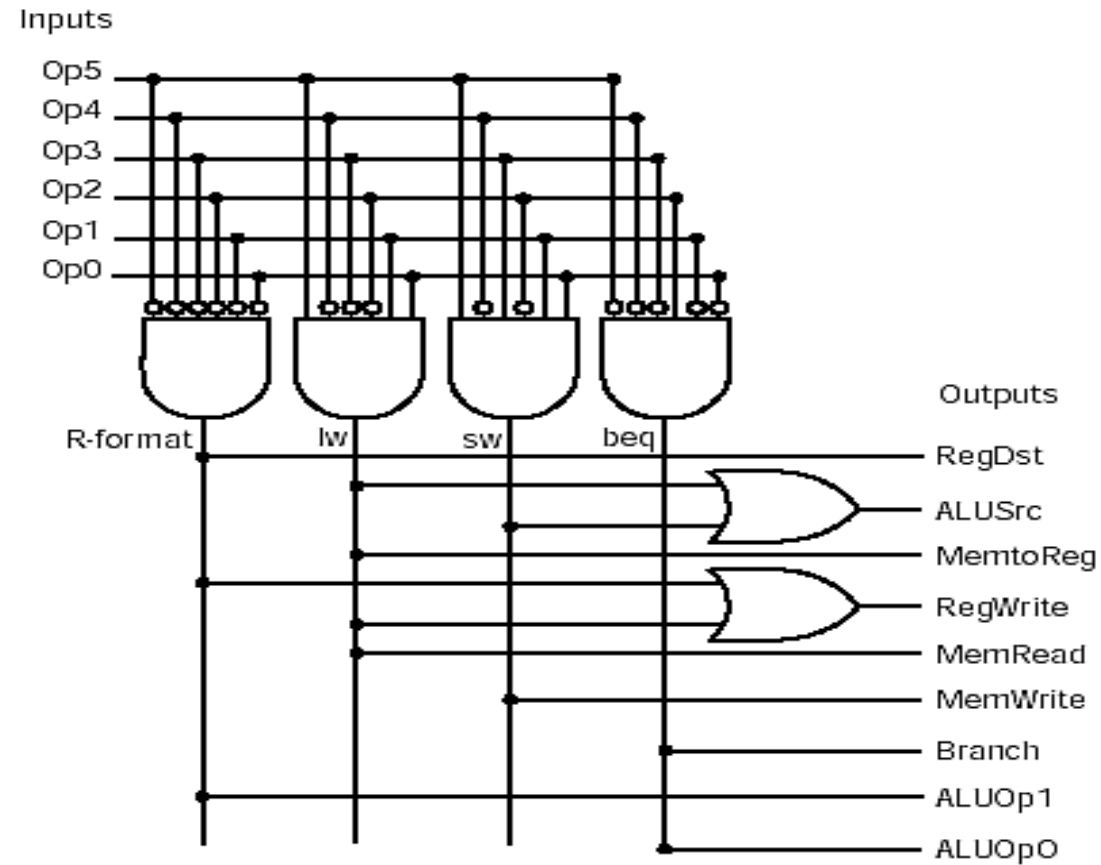 Inputs
Op5
Op4
Op3
Op2
Op1
Op0
Outputs
R-format lw sw beq
RegDst
ALUSrc
MemtoReg
RegWrite
MemRead
MemWrite
Branch
ALUOp1
ALUOpO